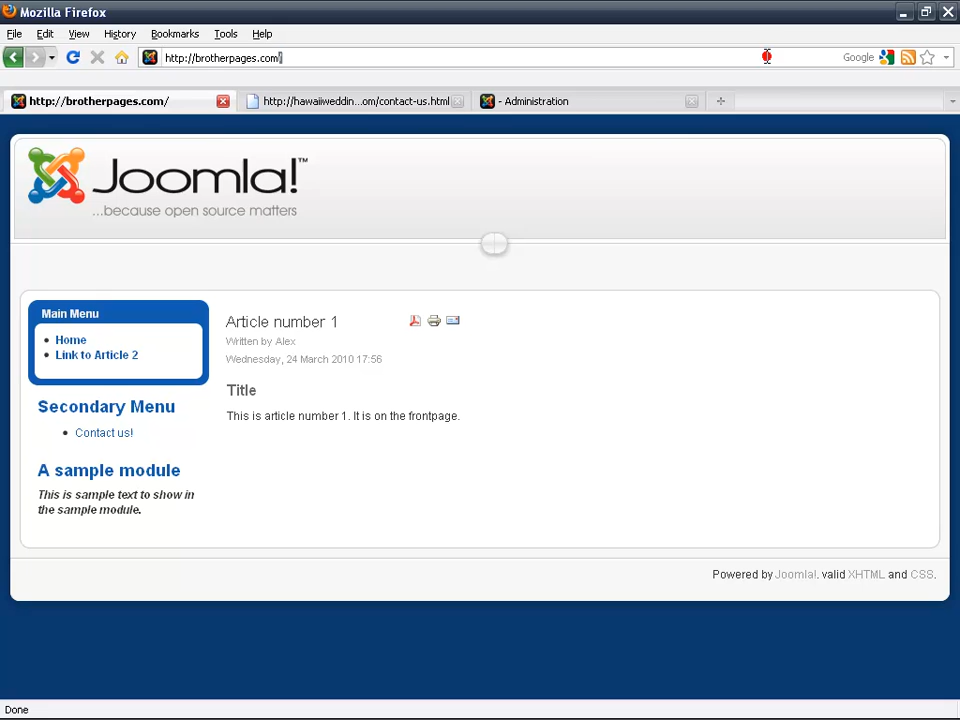 Mozilla Firefox
File Edit View History Bookmarks Tools Help
http://brotherpages.com/
Google
http://brotherpages.com/
http://hawaiiweddin...om/contact-us.html
- Administration
Joomla!™
...because open source matters
Main Menu
Home
Link to Article 2
Secondary Menu
Contact us!
A sample module
This is sample text to show in
the sample module.
Article number 1
Written by Alex
Wednesday, 24 March 2010 17:56
Title
This is article number 1. It is on the frontpage.
Powered by Joomla!. valid XHTML and CSS.
Done